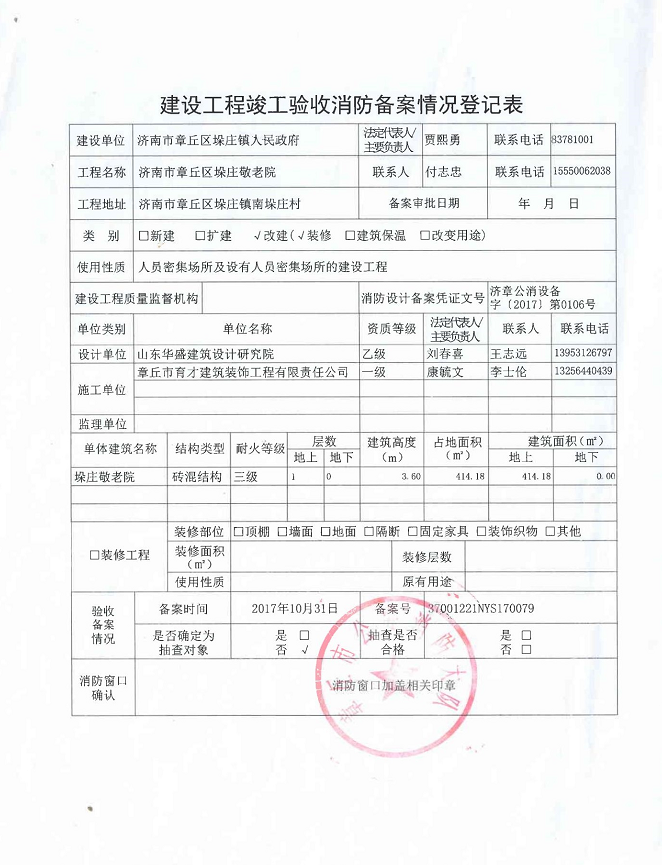 建设工程竣工验收消防备案情况登记表
建设单位 济南市章丘区垛庄镇人民政府 法定代表人/主要负责人 贾熙勇 联系电话 83781001
工程名称 济南市章丘区垛庄敬老院 联系人 付志忠 联系电话 15550062038
工程地址 济南市章丘区垛庄镇南垛庄村 备案审批日期 年 月 日
类 别 □新建 □扩建 √改建(√装修 □建筑保温 □改变用途)
使用性质 人员密集场所及设有人员密集场所的建设工程
建设工程质量监督机构 消防设计备案凭证文号 济章公消设备字〔2017〕第0106号
单位类别 单位名称 资质等级 法定代表人/主要负责人 联系人 联系电话
设计单位 山东华盛建筑设计研究院 乙级 刘春喜 王志远 13953126797
施工单位 章丘市育才建筑装饰工程有限责任公司 一级 康毓文 李士伦 13256440439
监理单位
单体建筑名称 结构类型 耐火等级 层数 建筑高度(m) 占地面积(㎡) 建筑面积(㎡)
地上 地下 地上 地下
垛庄敬老院 砖混结构 三级 1 0 3.60 414.18 414.18 0.00
□装修工程 装修部位 □顶棚 □墙面 □地面 □隔断 □固定家具 □装饰织物 □其他
装修面积(㎡) 装修层数
使用性质 原有用途
验收备案情况 备案时间 2017年10月31日 备案号 37001221NYS170079
是否确定为抽查对象 是 □ 否 √ 抽查是否合格 是 □ 否 □
消防窗口确认 消防窗口加盖相关印章
章丘市公 消防大队